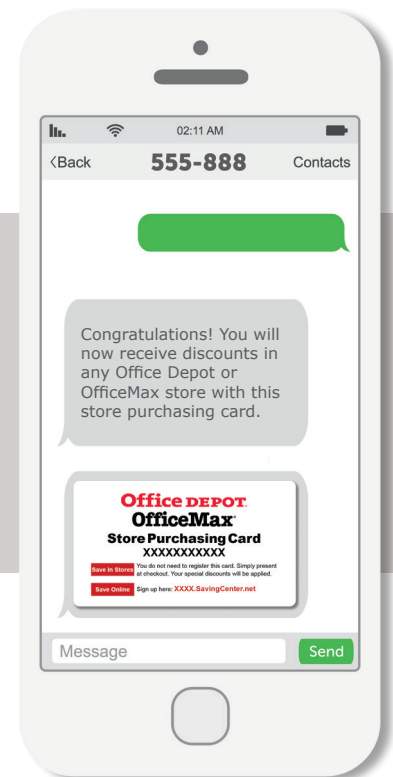 02:11 AM
〈Back 555-888 Contacts
Congratulations! You will
now receive discounts in
any Office Depot or
OfficeMax store with this
store purchasing card.
Office DEPOT
OfficeMax
Store Purchasing Card
XXXXXXXXXXX
Save In Stores You do not need to register this card. Simply present
at checkout. Your special discounts will be applied.
Save Online Sign up here: XXXX.SavingCenter.net
Message Send